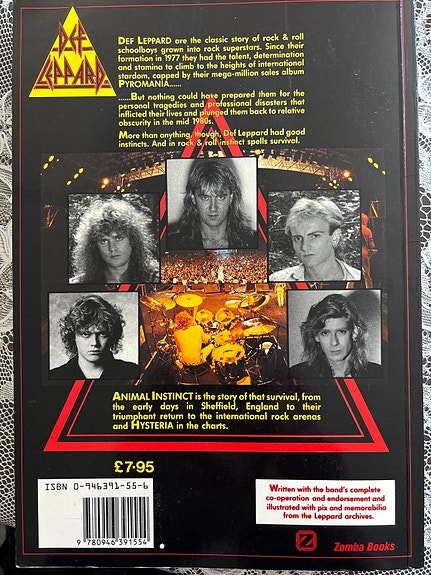 DEF
LEPPARD
DEF LEPPARD are the classic story of rock & roll
schoolboys grown into rock superstars. Since their
formation in 1977 they had the talent, determination
and stamina to climb to the heights of international
stardom, capped by their mega-million sales album
PYROMANIA......
......But nothing could have prepared them for the
personal tragedies and professional disasters that
inflicted their lives and plunged them back to relative
obscurity in the mid 1980s.
More than anything, though, Def Leppard had good
instincts. And in rock & roll instinct spells survival.
ANIMAL INSTINCT is the story of that survival, from
the early days in Sheffield, England to their
triumphant return to the international rock arenas
and HYSTERIA in the charts.
£7·95
ISBN 0-946391-55-6
9 780946 391554
Written with the band's complete
co-operation and endorsement and
illustrated with pix and memorabilia
from the Leppard archives.
Zomba Books